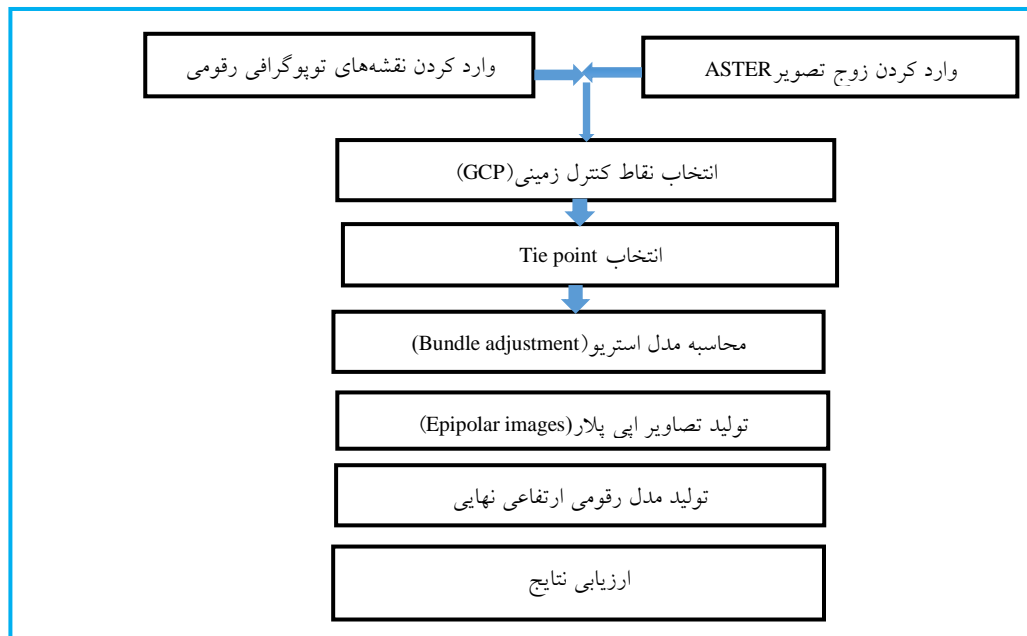 وارد کردن زوج تصویرASTER
وارد کردن نقشه‌های توپوگرافی رقومی
انتخاب نقاط کنترل زمینی(GCP)
انتخاب Tie point
محاسبه مدل استریو(Bundle adjustment)
تولید تصاویر اپی پلار(Epipolar images)
تولید مدل رقومی ارتفاعی نهایی
ارزیابی نتایج